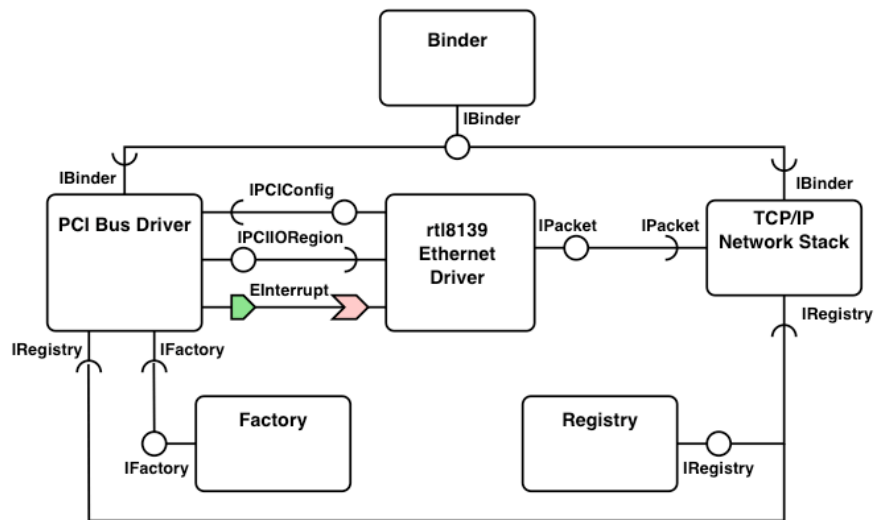 Binder
IBinder
IBinder
IPCIConfig
IBinder
PCI Bus Driver
IPCIIORegion
rtl8139
Ethernet
Driver
IPacket
IPacket
TCP/IP
Network Stack
EInterrupt
IRegistry
IRegistry
IFactory
Factory
Registry
IFactory
IRegistry